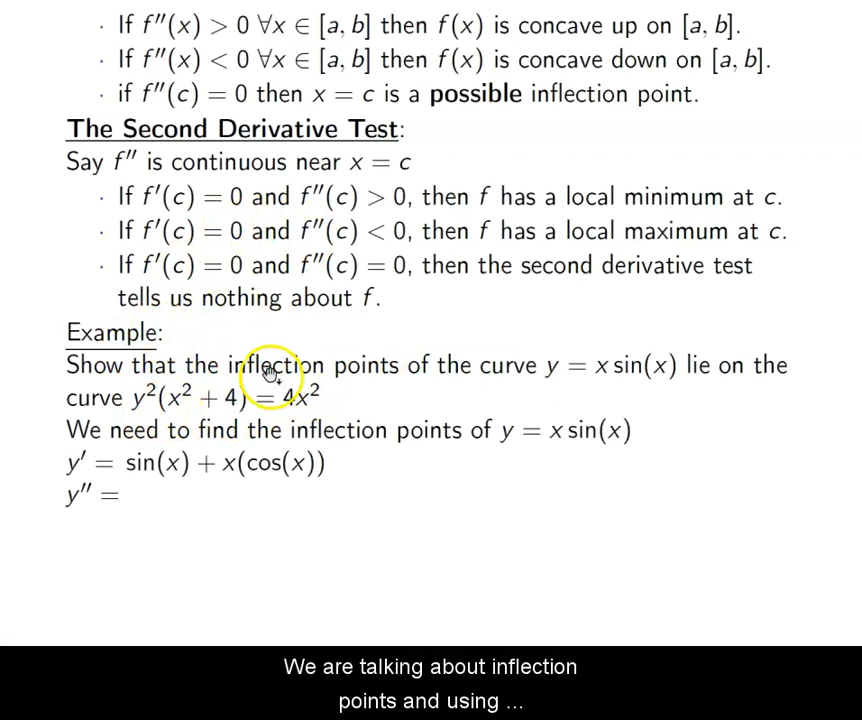 · If f″(x) > 0 ∀x ∈ [a, b] then f(x) is concave up on [a, b].
· If f″(x) < 0 ∀x ∈ [a, b] then f(x) is concave down on [a, b].
· if f″(c) = 0 then x = c is a possible inflection point.
The Second Derivative Test:
Say f″ is continuous near x = c
· If f′(c) = 0 and f″(c) > 0, then f has a local minimum at c.
· If f′(c) = 0 and f″(c) < 0, then f has a local maximum at c.
· If f′(c) = 0 and f″(c) = 0, then the second derivative test
tells us nothing about f.
Example:
Show that the inflection points of the curve y = x sin(x) lie on the
curve y²(x² + 4) = 4x²
We need to find the inflection points of y = x sin(x)
y′ = sin(x) + x(cos(x))
y″ =
We are talking about inflection
points and using ...